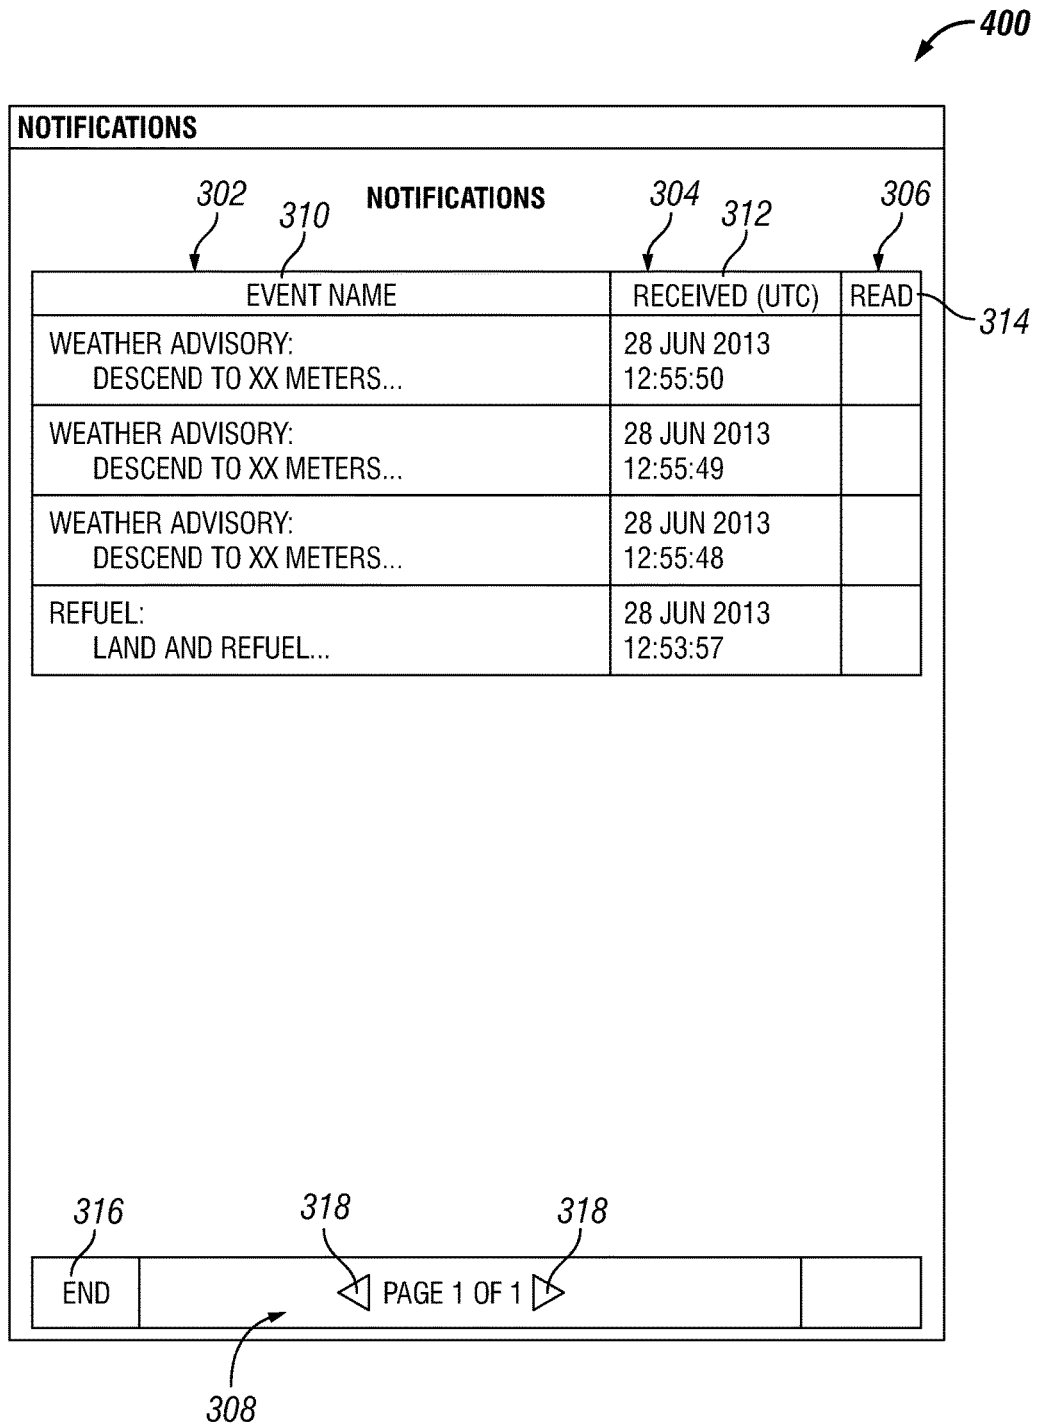 400
NOTIFICATIONS
NOTIFICATIONS
302
310
304
312
306
EVENT NAME
RECEIVED (UTC)
READ
314
WEATHER ADVISORY:
DESCEND TO XX METERS...
28 JUN 2013
12:55:50
WEATHER ADVISORY:
DESCEND TO XX METERS...
28 JUN 2013
12:55:49
WEATHER ADVISORY:
DESCEND TO XX METERS...
28 JUN 2013
12:55:48
REFUEL:
LAND AND REFUEL...
28 JUN 2013
12:53:57
316
318
318
END
PAGE 1 OF 1
308